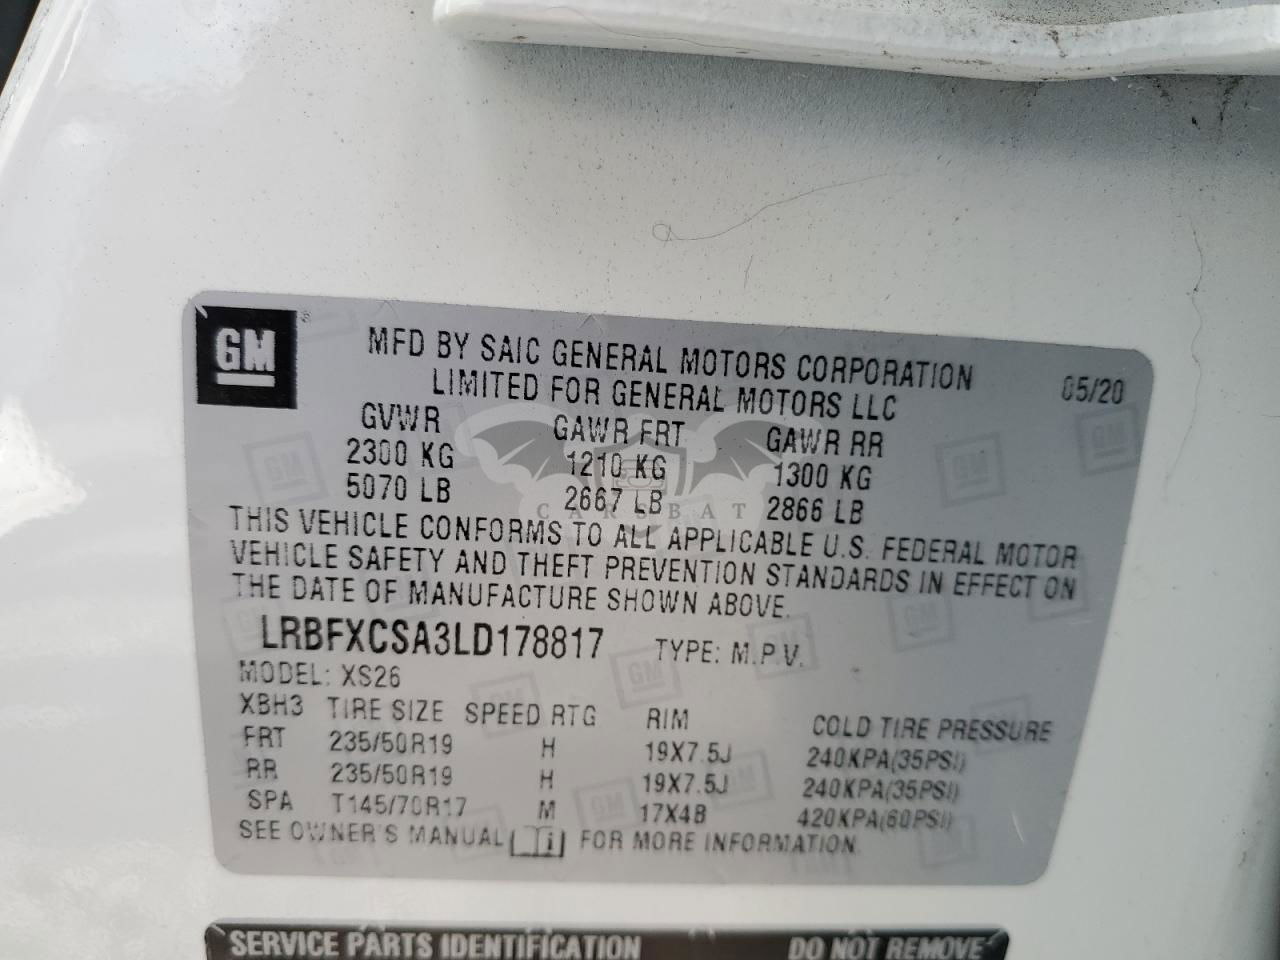 GM
MFD BY SAIC GENERAL MOTORS CORPORATION 05/20
LIMITED FOR GENERAL MOTORS LLC
GVWR GAWR FRT GAWR RR
2300 KG 1210 KG 1300 KG
5070 LB 2667 LB 2866 LB
CARSBAT
THIS VEHICLE CONFORMS TO ALL APPLICABLE U.S. FEDERAL MOTOR
VEHICLE SAFETY AND THEFT PREVENTION STANDARDS IN EFFECT ON
THE DATE OF MANUFACTURE SHOWN ABOVE.
LRBFXCSA3LD178817 TYPE: M.P.V.
MODEL: XS26
XBH3 TIRE SIZE SPEED RTG RIM COLD TIRE PRESSURE
FRT 235/50R19 H 19X7.5J 240KPA(35PSI)
RR 235/50R19 H 19X7.5J 240KPA(35PSI)
SPA T145/70R17 M 17X4B 420KPA(60PSI)
SEE OWNER'S MANUAL i FOR MORE INFORMATION.
SERVICE PARTS IDENTIFICATION DO NOT REMOVE